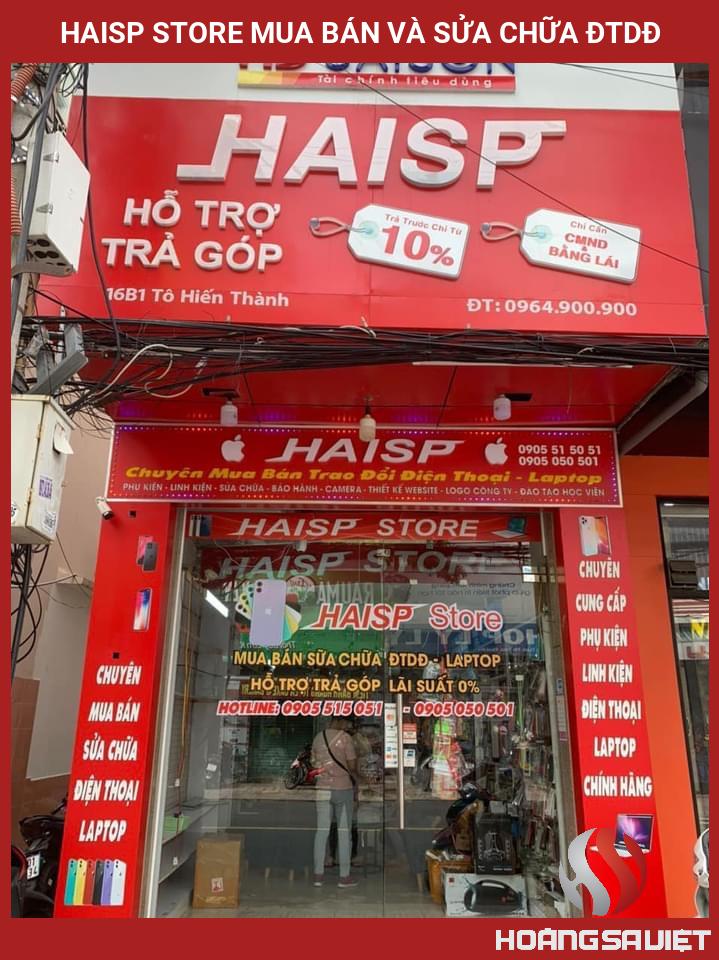 HAISP STORE MUA BÁN VÀ SỬA CHỮA ĐTDĐ
HD SAISON
Tài chính tiêu dùng
HAISP
HỖ TRỢ
TRẢ GÓP
Trả Trước Chỉ Từ
10%
Chỉ Cần
CMND
&
BẰNG LÁI
16B1 Tô Hiến Thành
ĐT: 0964.900.900
HAISP
0905 51 50 51
0905 050 501
Chuyên Mua Bán Trao Đổi Điện Thoại - Laptop
PHỤ KIỆN - LINH KIỆN - SỬA CHỮA - BẢO HÀNH - CAMERA - THIẾT KẾ WEBSITE - LOGO CÔNG TY - ĐÀO TẠO HỌC VIÊN
HAISP STORE
HAISP STORE
HAISP Store
MUA BÁN SỮA CHỮA ĐTDĐ - LAPTOP
HỖ TRỢ TRẢ GÓP LÃI SUẤT 0%
HOTLINE: 0905 515 051 - 0905 050 501
CHUYÊN
MUA BÁN
SỬA CHỮA
ĐIỆN THOẠI
LAPTOP
CHUYÊN
CUNG CẤP
PHỤ KIỆN
LINH KIỆN
ĐIỆN THOẠI
LAPTOP
CHÍNH HÃNG
HOÀNGSAVIỆT